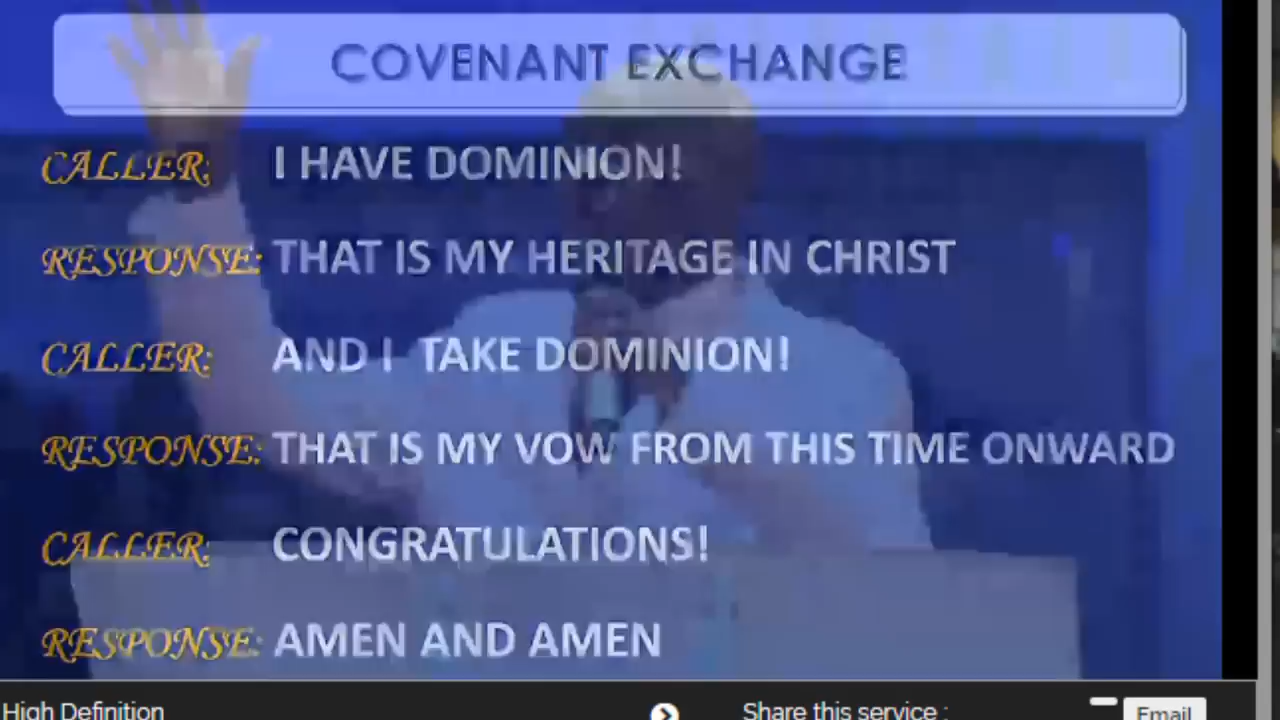 COVENANT EXCHANGE
CALLER: I HAVE DOMINION!
RESPONSE: THAT IS MY HERITAGE IN CHRIST
CALLER: AND I TAKE DOMINION!
RESPONSE: THAT IS MY VOW FROM THIS TIME ONWARD
CALLER: CONGRATULATIONS!
RESPONSE: AMEN AND AMEN
High Definition Share this service : Email